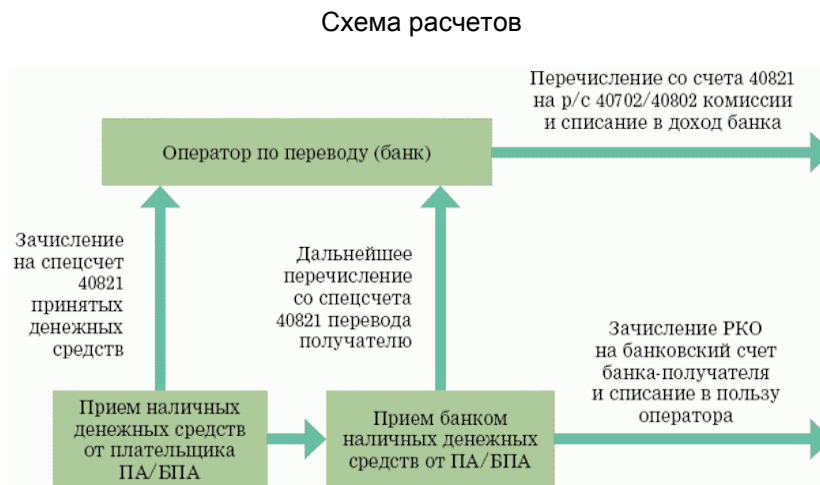 Схема расчетов
Перечисление со счета 40821
на р/с 40702/40802 комиссии
и списание в доход банка
Оператор по переводу (банк)
Зачисление
на спецсчет
40821
принятых
денежных
средств
Дальнейшее
перечисление
со спецсчета
40821 перевода
получателю
Зачисление РКО
на банковский счет
банка-получателя
и списание в пользу
оператора
Прием наличных
денежных средств
от плательщика
ПА/БПА
Прием банком
наличных денежных
средств от ПА/БПА